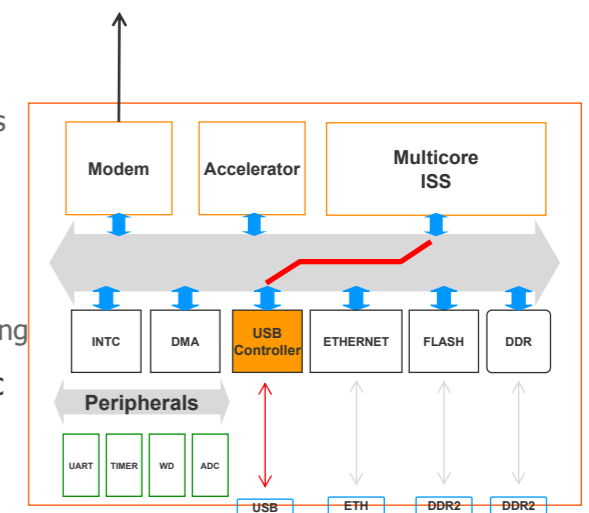 s
Modem
Accelerator
Multicore
ISS
ing
INTC
DMA
USB
Controller
ETHERNET
FLASH
DDR
Peripherals
UART
TIMER
WD
ADC
USB
ETH
DDR2
DDR2